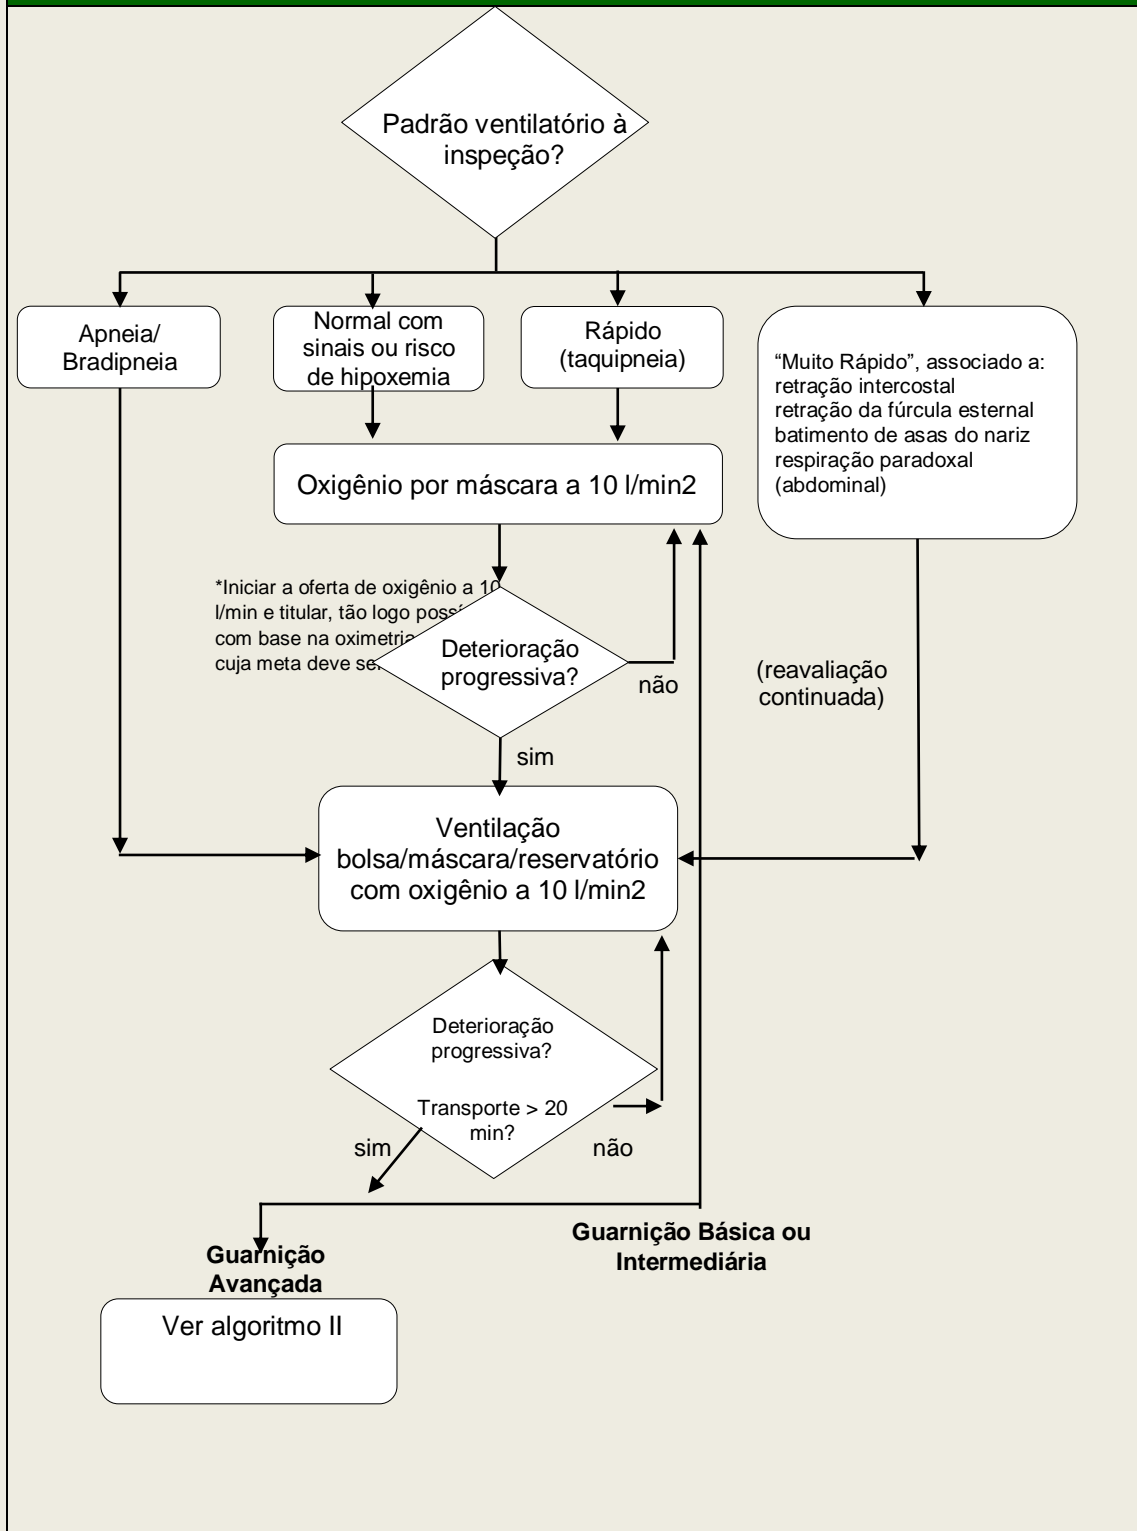 Padrão ventilatório à
inspeção?
Apneia/
Bradipneia
Normal com
sinais ou risco
de hipoxemia
Rápido
(taquipneia)
“Muito Rápido”, associado a:
retração intercostal
retração da fúrcula esternal
batimento de asas do nariz
respiração paradoxal
(abdominal)
Oxigênio por máscara a 10 l/min2
*Iniciar a oferta de oxigênio a 10
l/min e titular, tão logo
com base na oximetria
cuja meta deve
Deterioração
progressiva?
não
(reavaliação
continuada)
sim
Ventilação
bolsa/máscara/reservatório
com oxigênio a 10 l/min2
Deterioração
progressiva?
Transporte > 20
min?
sim
não
Guarnição Básica ou
Intermediária
Guarnição
Avançada
Ver algoritmo II